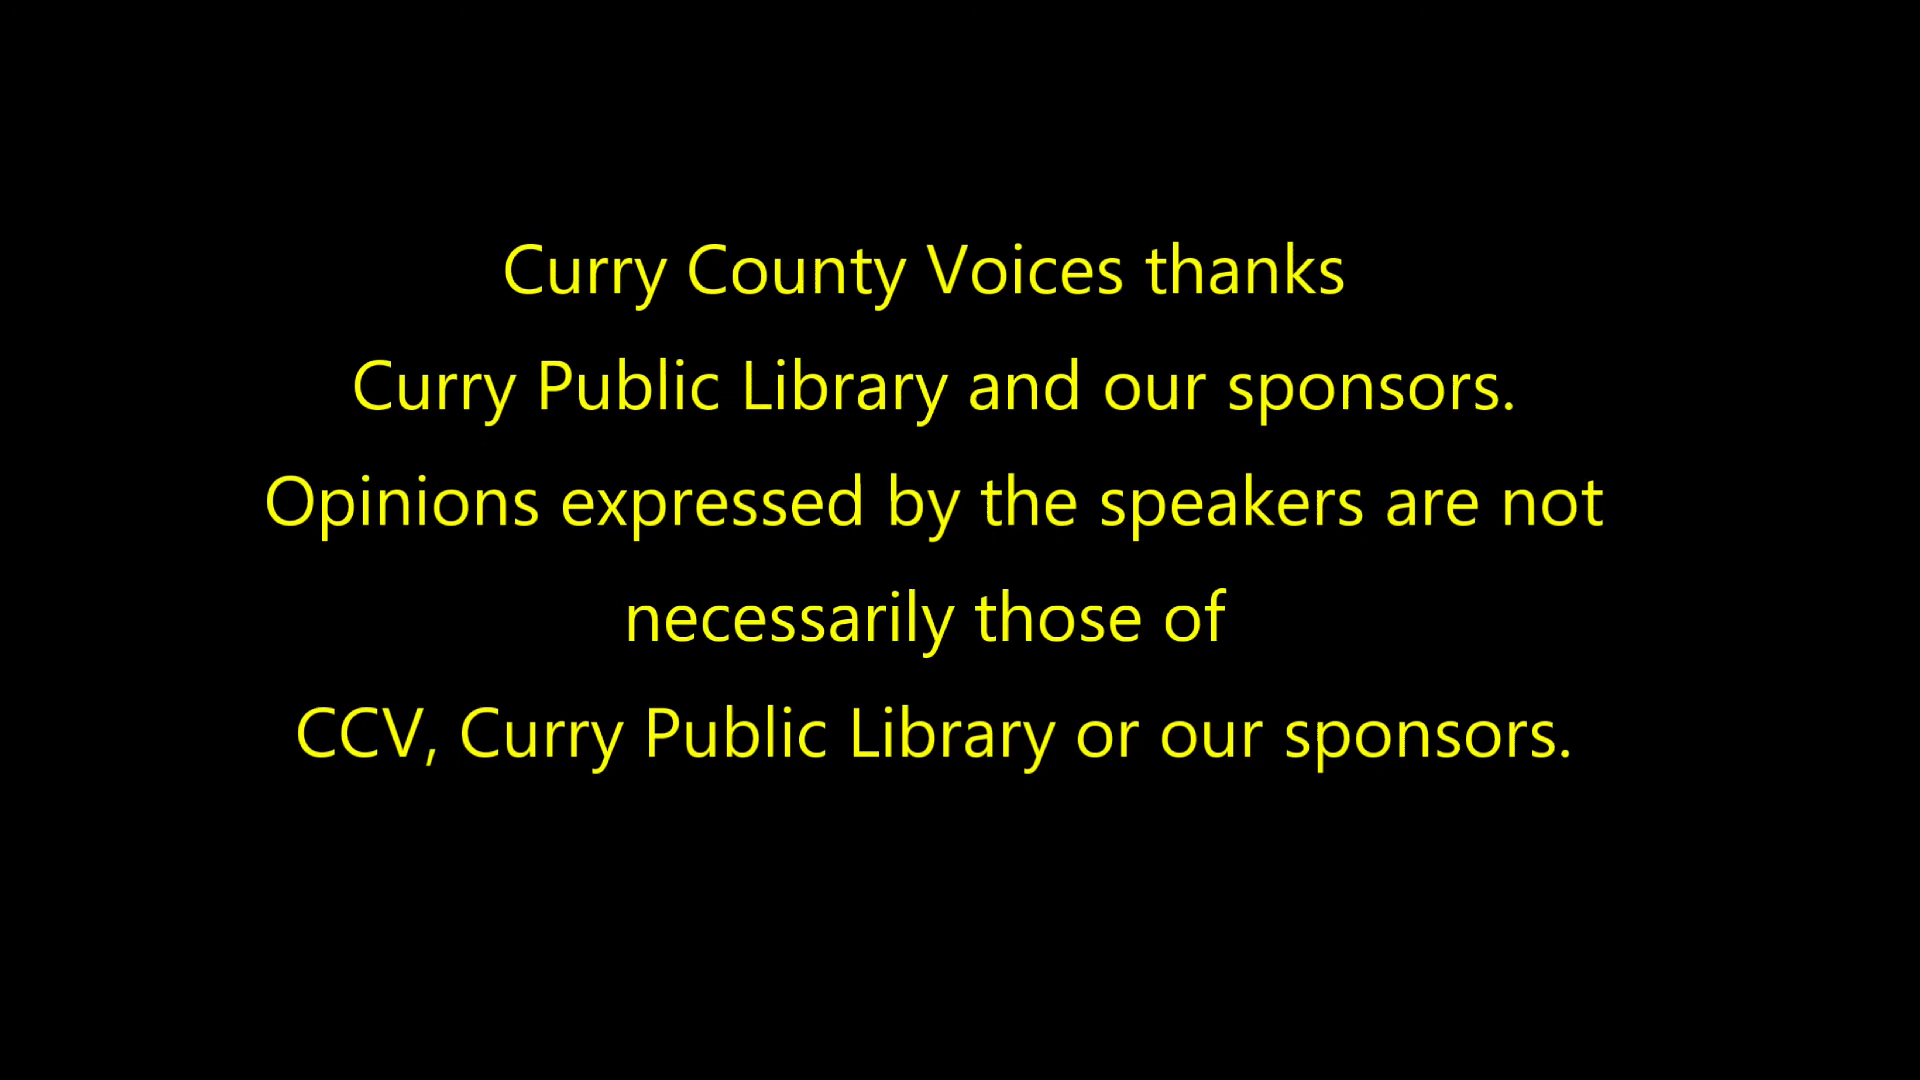 Curry County Voices thanks
Curry Public Library and our sponsors.
Opinions expressed by the speakers are not
necessarily those of
CCV, Curry Public Library or our sponsors.